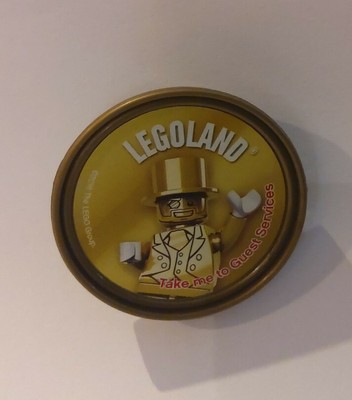 LEGOLAND®
Take me to Guest Services